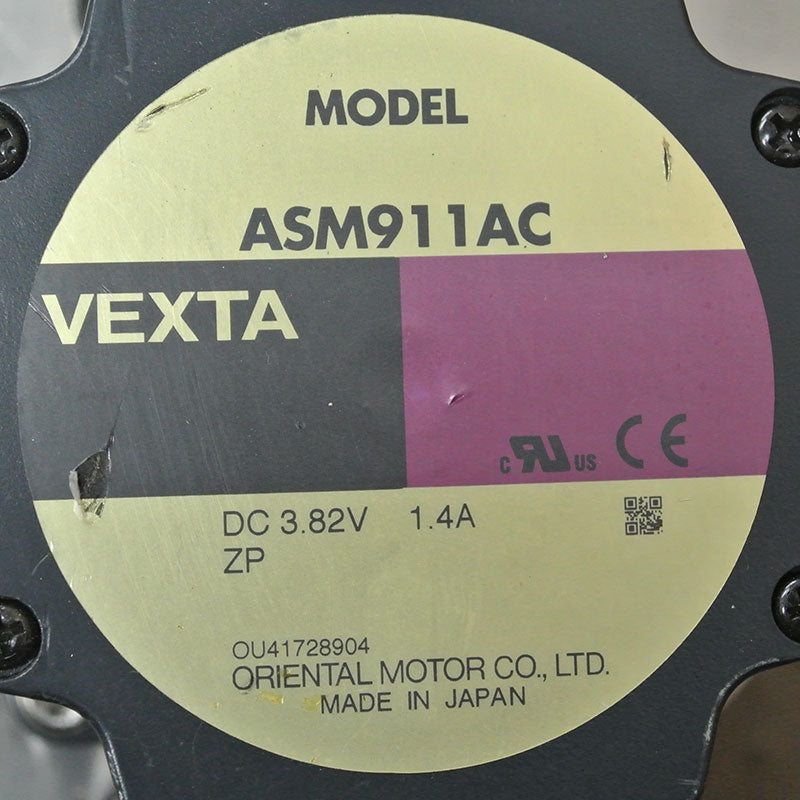 MODEL
ASM911AC
VEXTA
c RU US CE
DC 3.82V 1.4A
ZP
OU41728904
ORIENTAL MOTOR CO., LTD.
MADE IN JAPAN